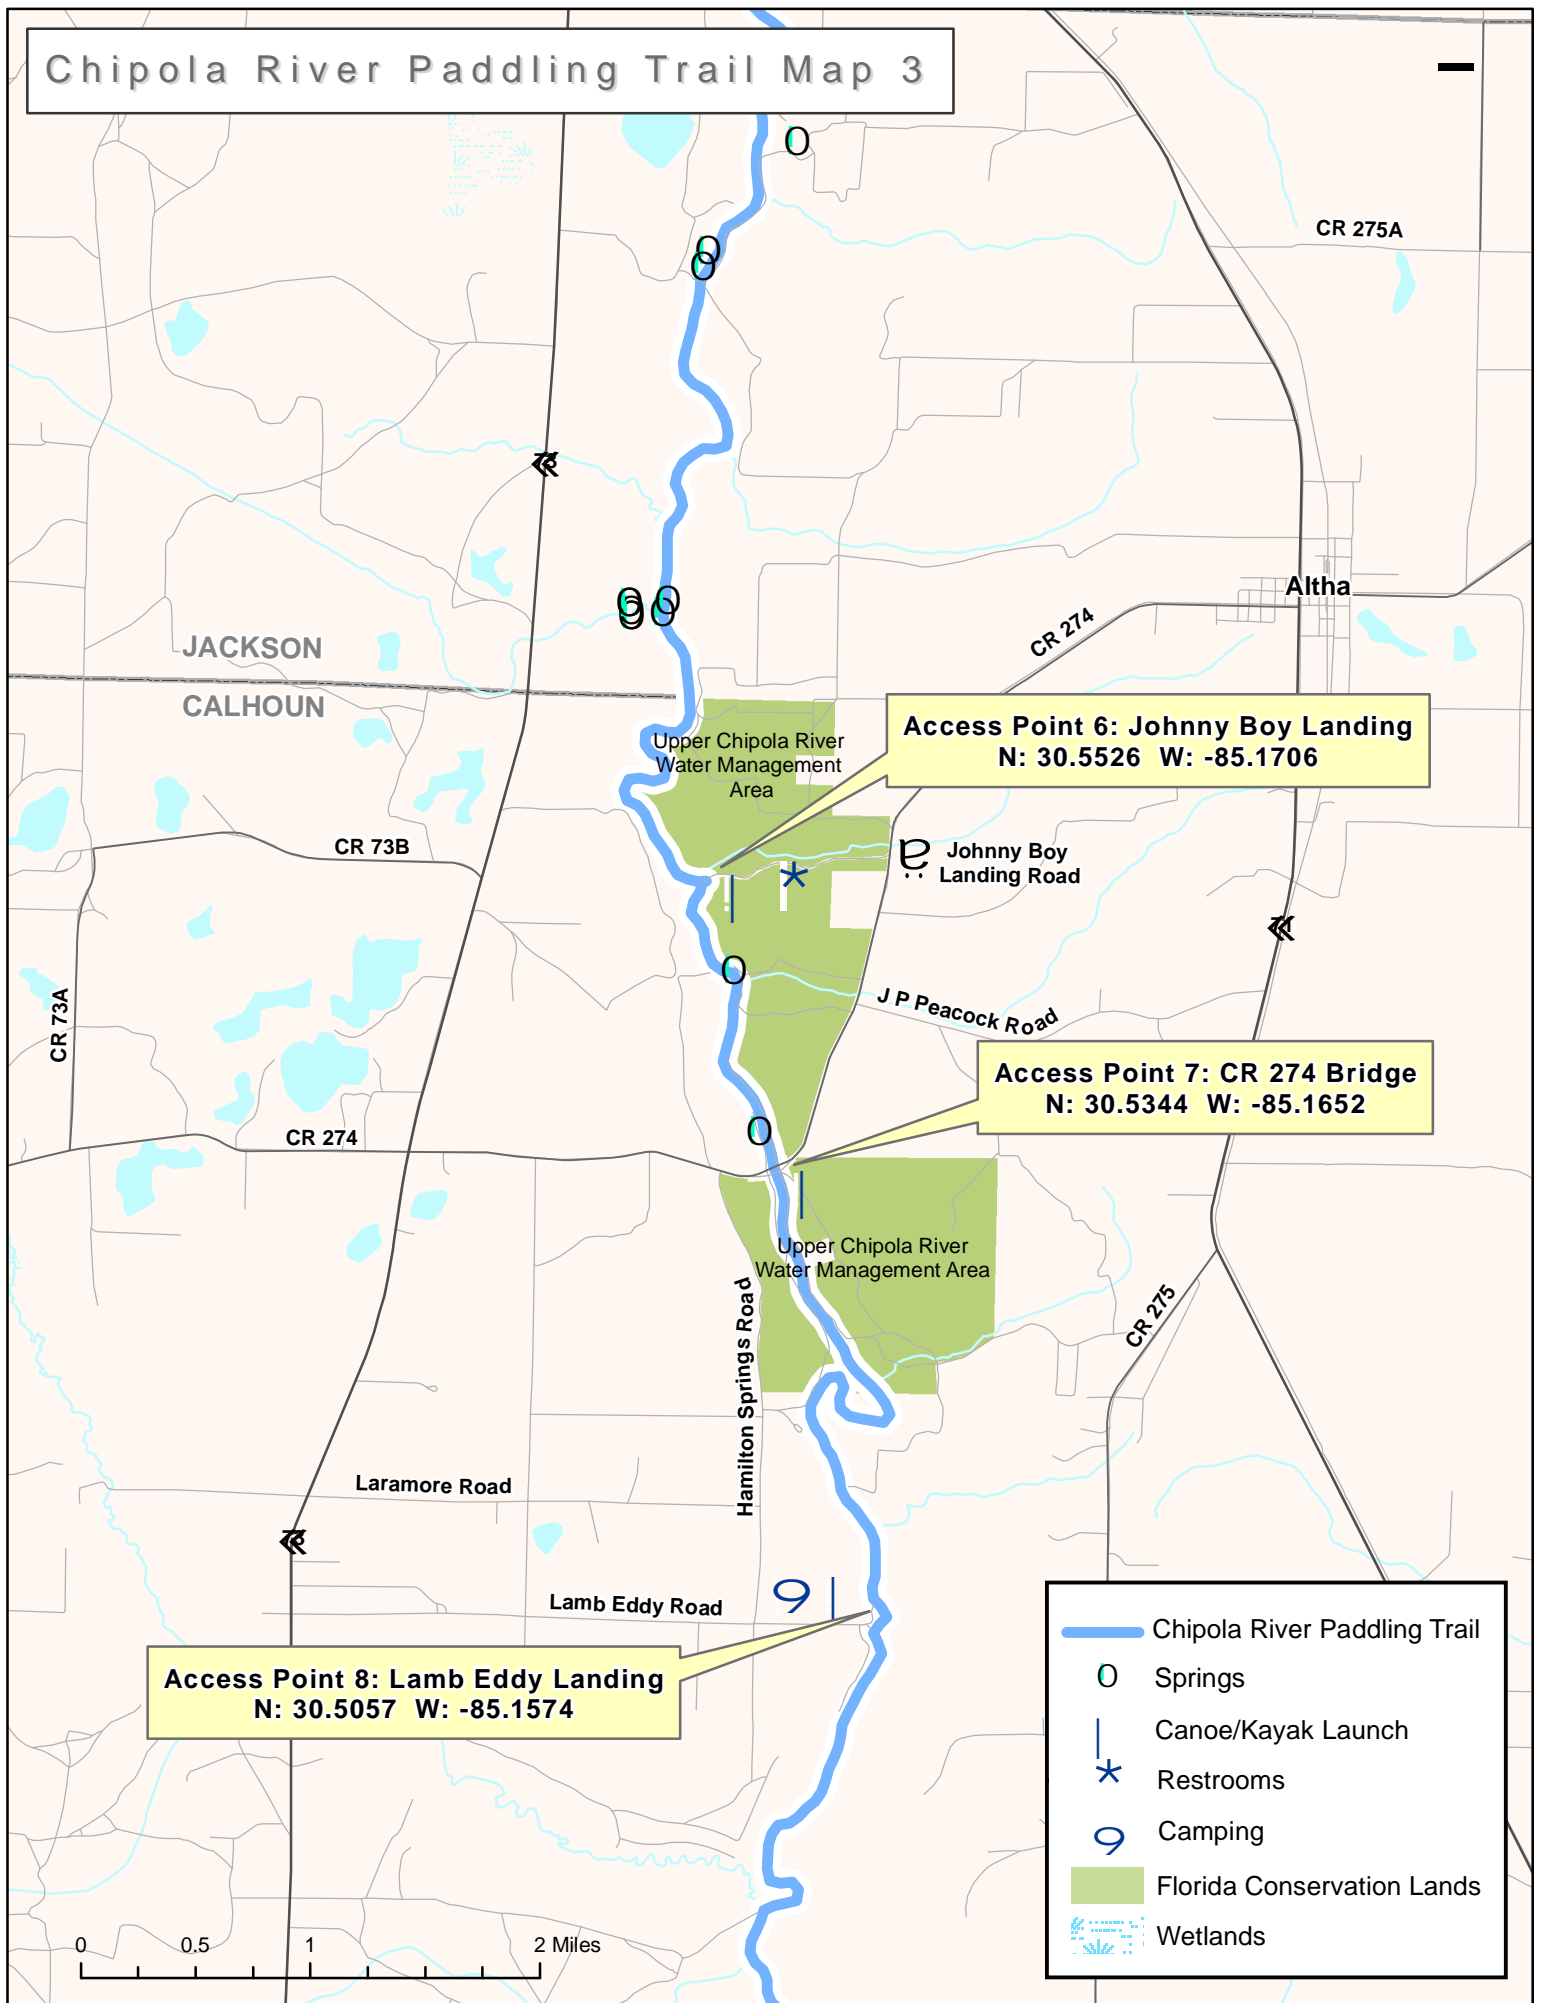 Chipola River Paddling Trail Map 3
CR 275A
Altha
CR 274
JACKSON
CALHOUN
Access Point 6: Johnny Boy Landing
N: 30.5526 W: -85.1706
Upper Chipola River
Water Management
Area
CR 73B
Johnny Boy
Landing Road
CR 73A
J P Peacock Road
Access Point 7: CR 274 Bridge
N: 30.5344 W: -85.1652
CR 274
Upper Chipola River
Water Management Area
Hamilton Springs Road
CR 275
Laramore Road
Lamb Eddy Road
Access Point 8: Lamb Eddy Landing
N: 30.5057 W: -85.1574
Chipola River Paddling Trail
Springs
Canoe/Kayak Launch
Restrooms
Camping
Florida Conservation Lands
Wetlands
0 0.5 1 2 Miles